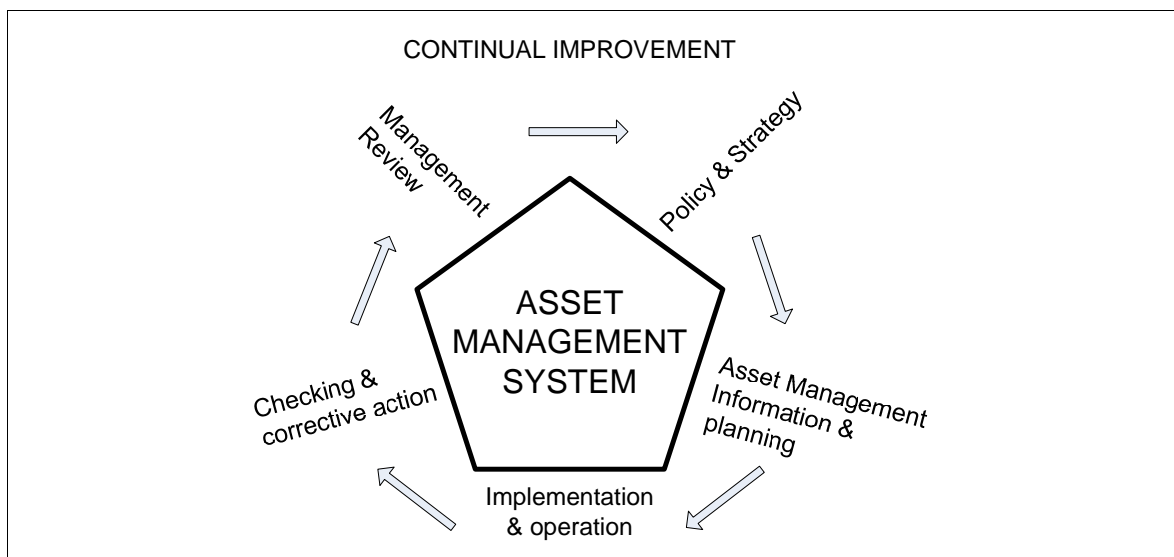 CONTINUAL IMPROVEMENT
Management
Review
Policy & Strategy
ASSET
MANAGEMENT
SYSTEM
Asset Management
Information &
planning
Implementation
& operation
Checking &
corrective action